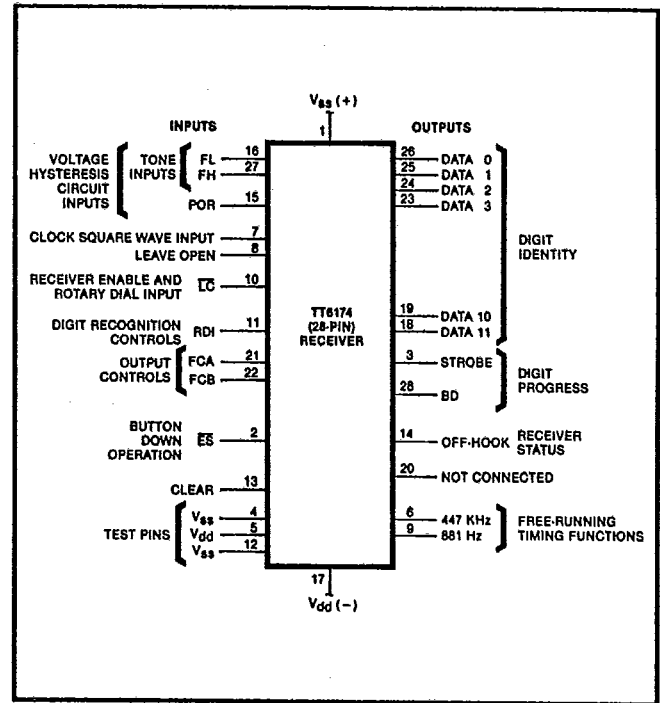 Vss (+)
1
INPUTS
OUTPUTS
VOLTAGE
HYSTERESIS
CIRCUIT
INPUTS
TONE
INPUTS
FL 16
FH 27
POR 15
CLOCK SQUARE WAVE INPUT 7
LEAVE OPEN 8
RECEIVER ENABLE AND
ROTARY DIAL INPUT
LC 10
DIGIT RECOGNITION
CONTROLS
RDI 11
OUTPUT
CONTROLS
FCA 21
FCB 22
BUTTON
DOWN
OPERATION
ES 2
CLEAR 13
TEST PINS
Vss 4
Vdd 5
Vss 12
TT6174
(28-PIN)
RECEIVER
26 DATA 0
25 DATA 1
24 DATA 2
23 DATA 3
DIGIT
IDENTITY
19 DATA 10
18 DATA 11
3 STROBE
28 BD
DIGIT
PROGRESS
14 OFF-HOOK
RECEIVER
STATUS
20 NOT CONNECTED
6 447 KHz
9 881 Hz
FREE-RUNNING
TIMING FUNCTIONS
17
Vdd (-)